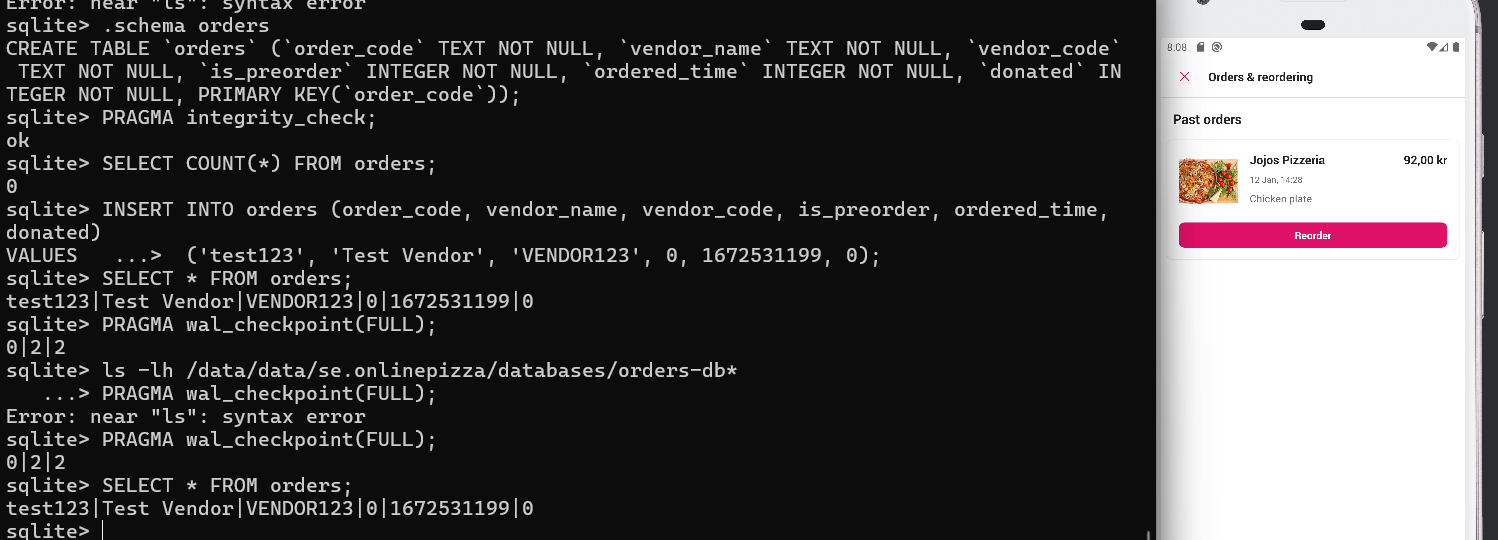 Error: near "ls": syntax error
sqlite> .schema orders
CREATE TABLE `orders` (`order_code` TEXT NOT NULL, `vendor_name` TEXT NOT NULL, `vendor_code`
 TEXT NOT NULL, `is_preorder` INTEGER NOT NULL, `ordered_time` INTEGER NOT NULL, `donated` IN
TEGER NOT NULL, PRIMARY KEY(`order_code`));
sqlite> PRAGMA integrity_check;
ok
sqlite> SELECT COUNT(*) FROM orders;
0
sqlite> INSERT INTO orders (order_code, vendor_name, vendor_code, is_preorder, ordered_time,
donated)
VALUES   ...>  ('test123', 'Test Vendor', 'VENDOR123', 0, 1672531199, 0);
sqlite> SELECT * FROM orders;
test123|Test Vendor|VENDOR123|0|1672531199|0
sqlite> PRAGMA wal_checkpoint(FULL);
0|2|2
sqlite> ls -lh /data/data/se.onlinepizza/databases/orders-db*
   ...> PRAGMA wal_checkpoint(FULL);
Error: near "ls": syntax error
sqlite> PRAGMA wal_checkpoint(FULL);
0|2|2
sqlite> SELECT * FROM orders;
test123|Test Vendor|VENDOR123|0|1672531199|0
sqlite>
8:08
Orders & reordering
Past orders
Jojos Pizzeria 92,00 kr
12 Jan, 14:28
Chicken plate
Reorder